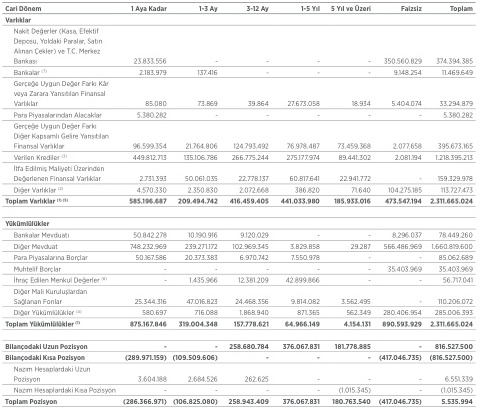 Cari Dönem 1 Aya Kadar 1-3 Ay 3-12 Ay 1-5 Yıl 5 Yıl ve Üzeri Faizsiz Toplam
Varlıklar
Nakit Değerler (Kasa, Efektif
Deposu, Yoldaki Paralar, Satın
Alınan Çekler) ve T.C. Merkez
Bankası 23.833.556 - - - - 350.560.829 374.394.385
Bankalar (7) 2.183.979 137.416 - - - 9.148.254 11.469.649
Gerçeğe Uygun Değer Farkı Kâr
veya Zarara Yansıtılan Finansal
Varlıklar 85.080 73.869 39.864 27.673.058 18.934 5.404.074 33.294.879
Para Piyasalarından Alacaklar 5.380.282 - - - - - 5.380.282
Gerçeğe Uygun Değer Farkı
Diğer Kapsamlı Gelire Yansıtılan
Finansal Varlıklar 96.599.354 21.764.806 124.793.492 76.978.487 73.459.368 2.077.658 395.673.165
Verilen Krediler (3) 449.812.713 135.106.786 266.775.244 275.177.974 89.441.302 2.081.194 1.218.395.213
İtfa Edilmiş Maliyeti Üzerinden
Değerlenen Finansal Varlıklar 2.731.393 50.061.035 22.778.137 60.817.641 22.941.772 - 159.329.978
Diğer Varlıklar (2) 4.570.330 2.350.830 2.072.668 386.820 71.640 104.275.185 113.727.473
Toplam Varlıklar (1) (5) 585.196.687 209.494.742 416.459.405 441.033.980 185.933.016 473.547.194 2.311.665.024
Yükümlülükler
Bankalar Mevduatı 50.842.278 10.190.916 9.120.029 - - 8.296.037 78.449.260
Diğer Mevduat 748.232.969 239.271.172 102.969.345 3.829.858 29.287 566.486.969 1.660.819.600
Para Piyasalarına Borçlar 50.167.586 20.373.383 6.970.742 7.550.978 - - 85.062.689
Muhtelif Borçlar - - - - - 35.403.969 35.403.969
İhraç Edilen Menkul Değerler (6) - 1.435.966 12.381.209 42.899.866 - - 56.717.041
Diğer Mali Kuruluşlardan
Sağlanan Fonlar 25.344.316 47.016.823 24.468.356 9.814.082 3.562.495 - 110.206.072
Diğer Yükümlülükler (4) 580.697 716.088 1.868.940 871.365 562.349 280.406.954 285.006.393
Toplam Yükümlülükler (1) 875.167.846 319.004.348 157.778.621 64.966.149 4.154.131 890.593.929 2.311.665.024
Bilançodaki Uzun Pozisyon - - 258.680.784 376.067.831 181.778.885 - 816.527.500
Bilançodaki Kısa Pozisyon (289.971.159) (109.509.606) - - - (417.046.735) (816.527.500)
Nazım Hesaplardaki Uzun
Pozisyon 3.604.188 2.684.526 262.625 - - - 6.551.339
Nazım Hesaplardaki Kısa Pozisyon - - - - (1.015.345) - (1.015.345)
Toplam Pozisyon (286.366.971) (106.825.080) 258.943.409 376.067.831 180.763.540 (417.046.735) 5.535.994